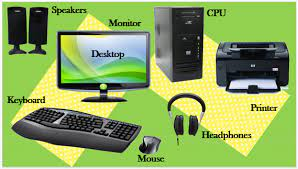 Speakers
Monitor
CPU
Desktop
Keyboard
Printer
Headphones
Mouse